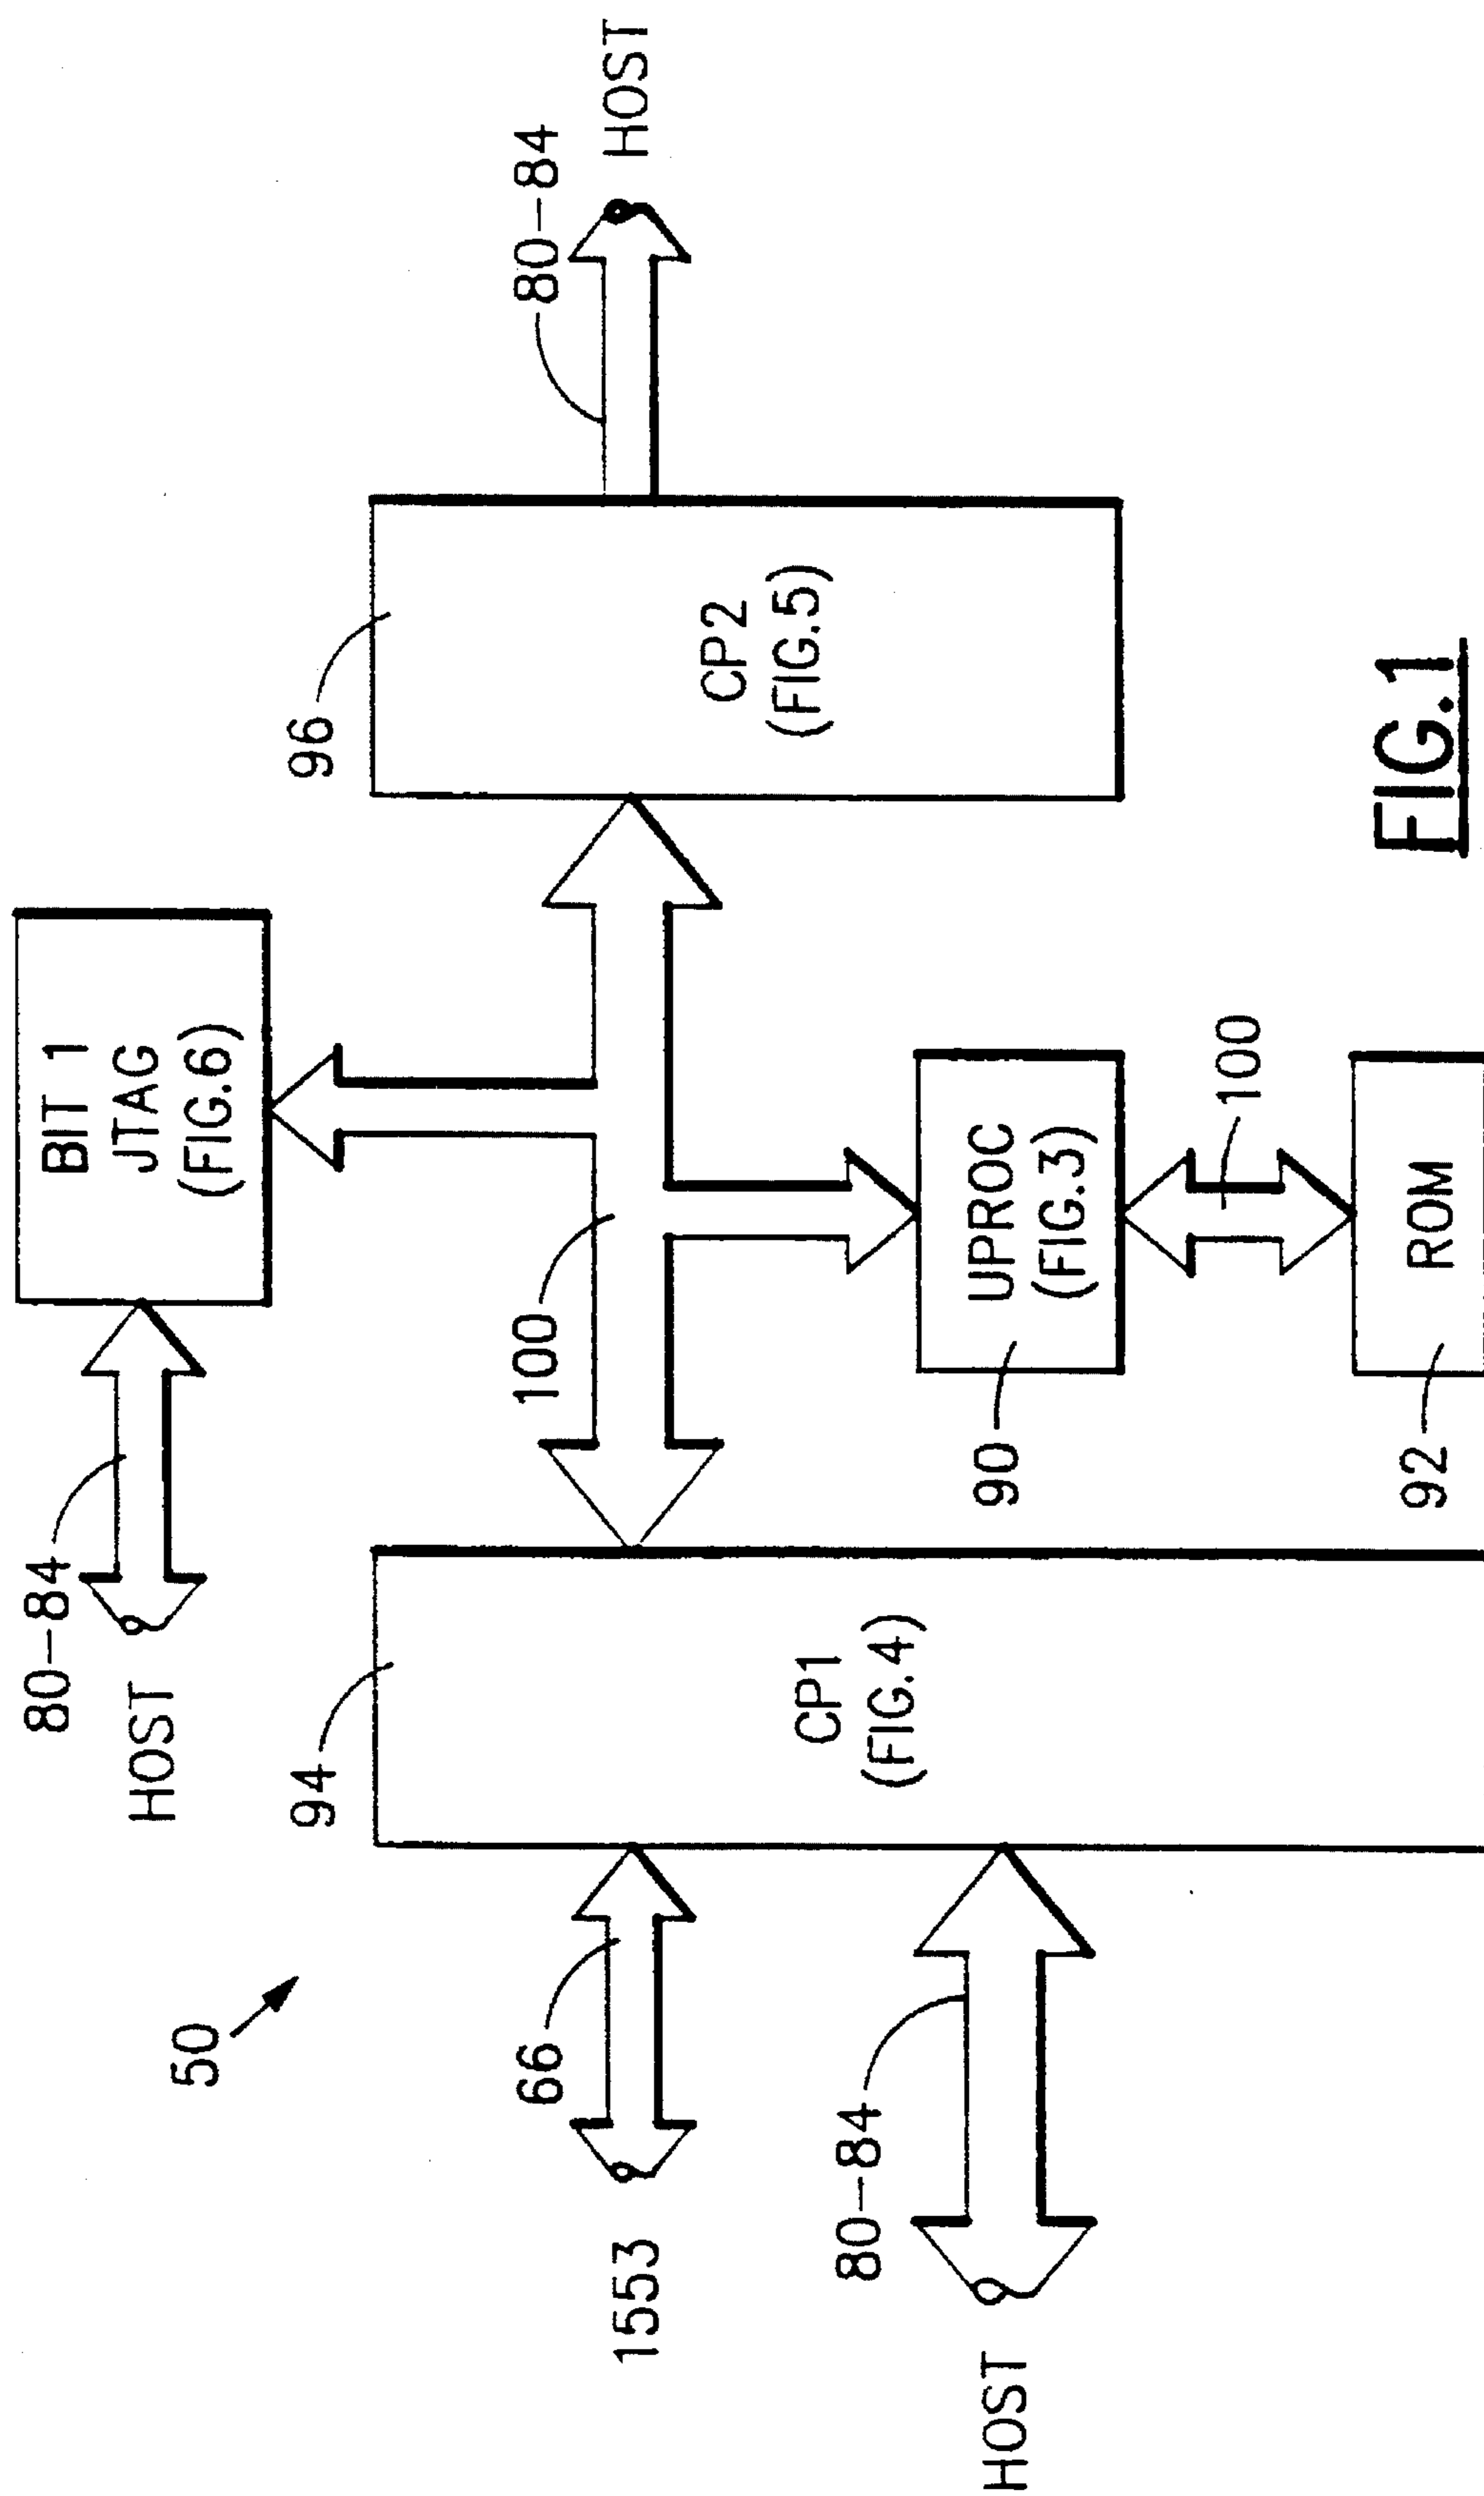 80-84
HOST
BIT 1
JTAG
(FIG.6)
50
94
96
80-84
HOST
66
1553
100
CP1
(FIG.4)
CP2
(FIG.5)
80-84
HOST
90
UPROC
(FIG.3)
100
92
ROM
FIG.1